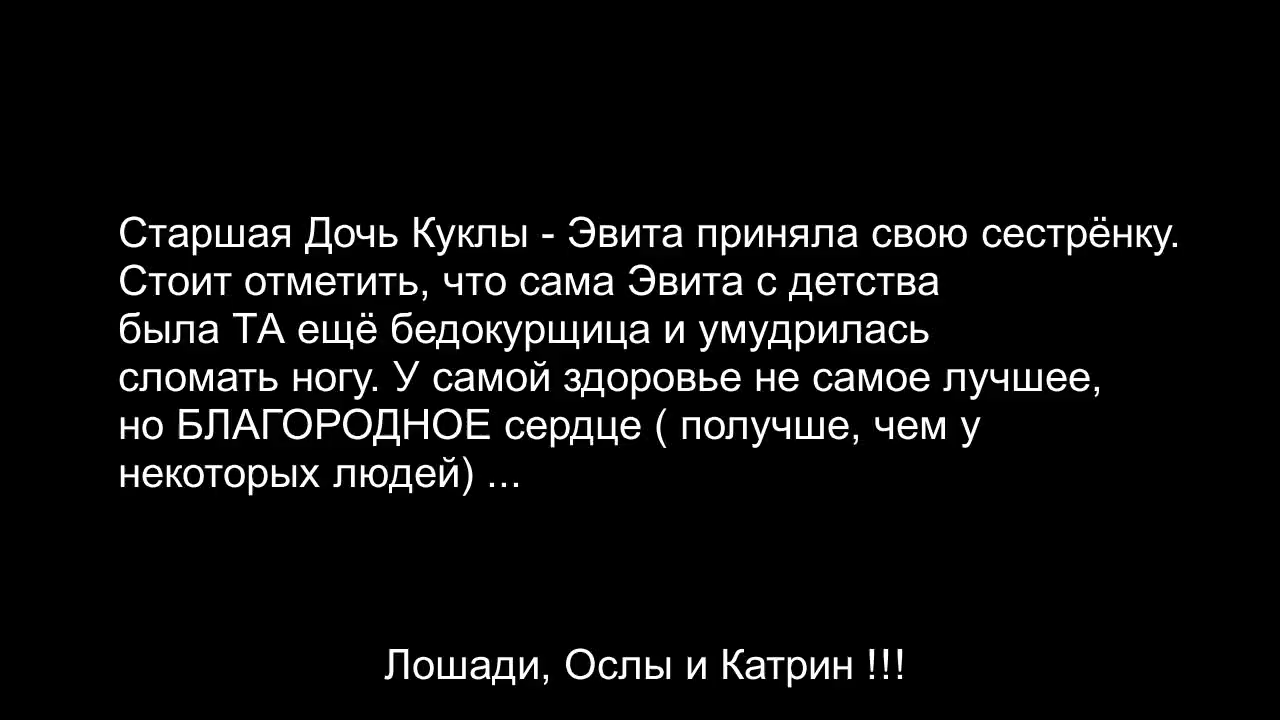 Старшая Дочь Куклы - Эвита приняла свою сестрёнку.
Стоит отметить, что сама Эвита с детства
была ТА ещё бедокурщица и умудрилась
сломать ногу. У самой здоровье не самое лучшее,
но БЛАГОРОДНОЕ сердце ( получше, чем у
некоторых людей) ...
Лошади, Ослы и Катрин !!!